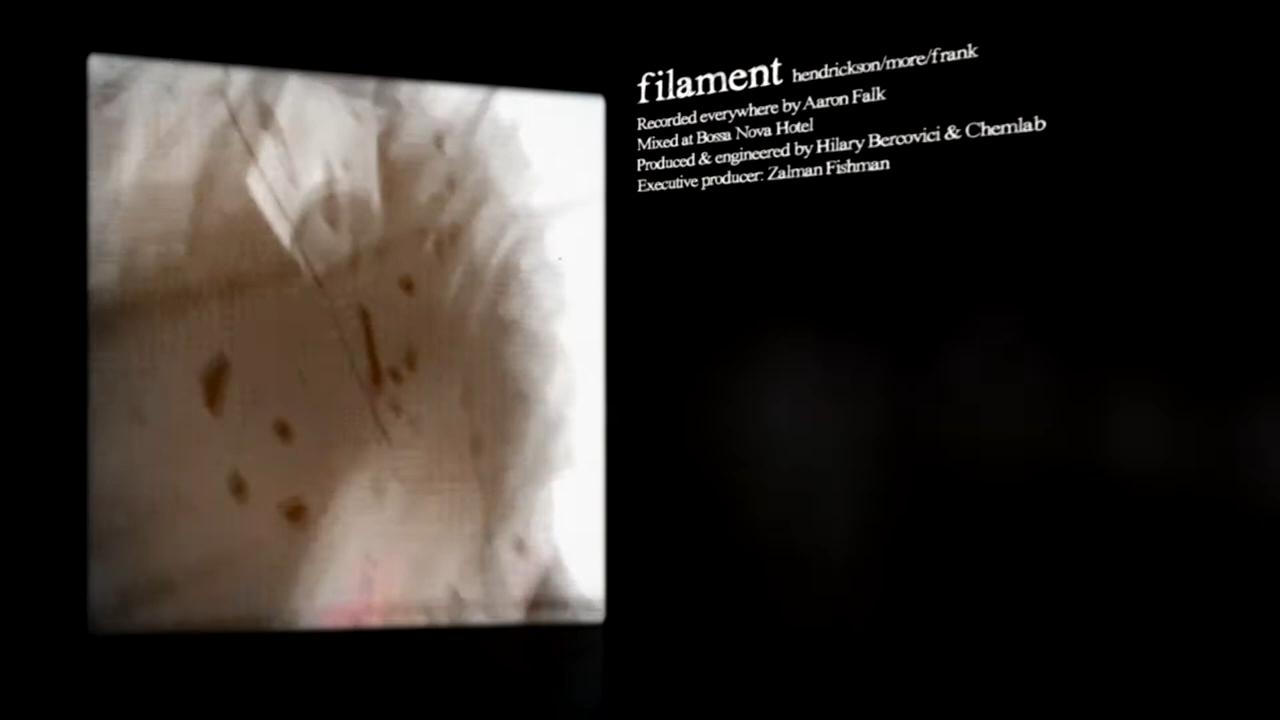 filament hendrickson/more/frank
Recorded everywhere by Aaron Falk
Mixed at Bossa Nova Hotel
Produced & engineered by Hilary Bercovici & Chemlab
Executive producer: Zalman Fishman